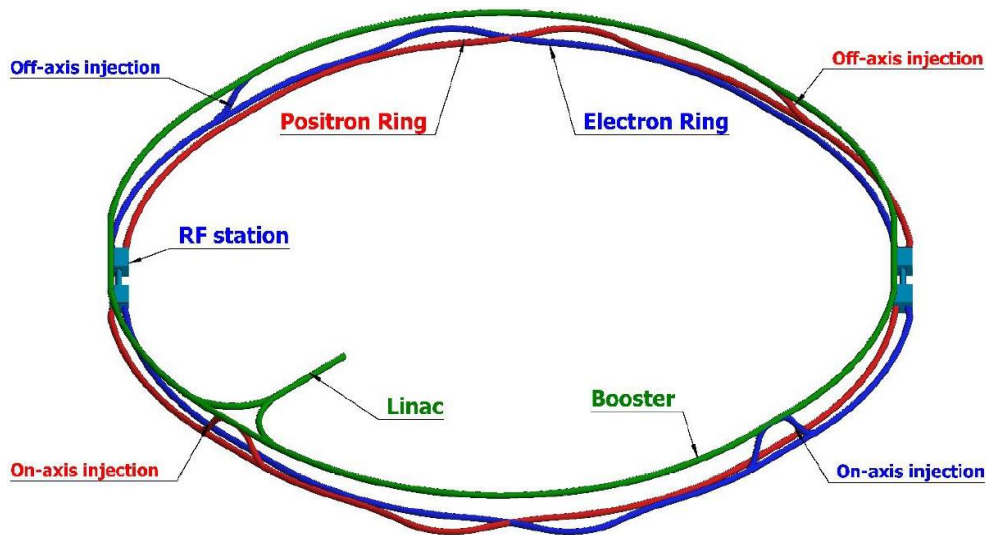 Off-axis injection
Off-axis injection
Positron Ring
Electron Ring
RF station
Linac
Booster
On-axis injection
On-axis injection